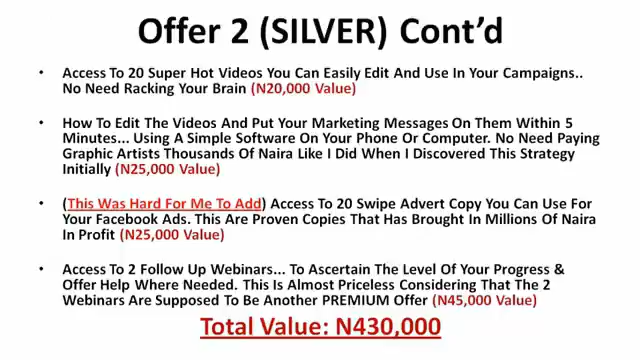 Offer 2 (SILVER) Cont'd
• Access To 20 Super Hot Videos You Can Easily Edit And Use In Your Campaigns..
No Need Racking Your Brain (N20,000 Value)
• How To Edit The Videos And Put Your Marketing Messages On Them Within 5
Minutes... Using A Simple Software On Your Phone Or Computer. No Need Paying
Graphic Artists Thousands Of Naira Like I Did When I Discovered This Strategy
Initially (N25,000 Value)
• (This Was Hard For Me To Add) Access To 20 Swipe Advert Copy You Can Use For
Your Facebook Ads. This Are Proven Copies That Has Brought In Millions Of Naira
In Profit (N25,000 Value)
• Access To 2 Follow Up Webinars... To Ascertain The Level Of Your Progress &
Offer Help Where Needed. This Is Almost Priceless Considering That The 2
Webinars Are Supposed To Be Another PREMIUM Offer (N45,000 Value)
Total Value: N430,000